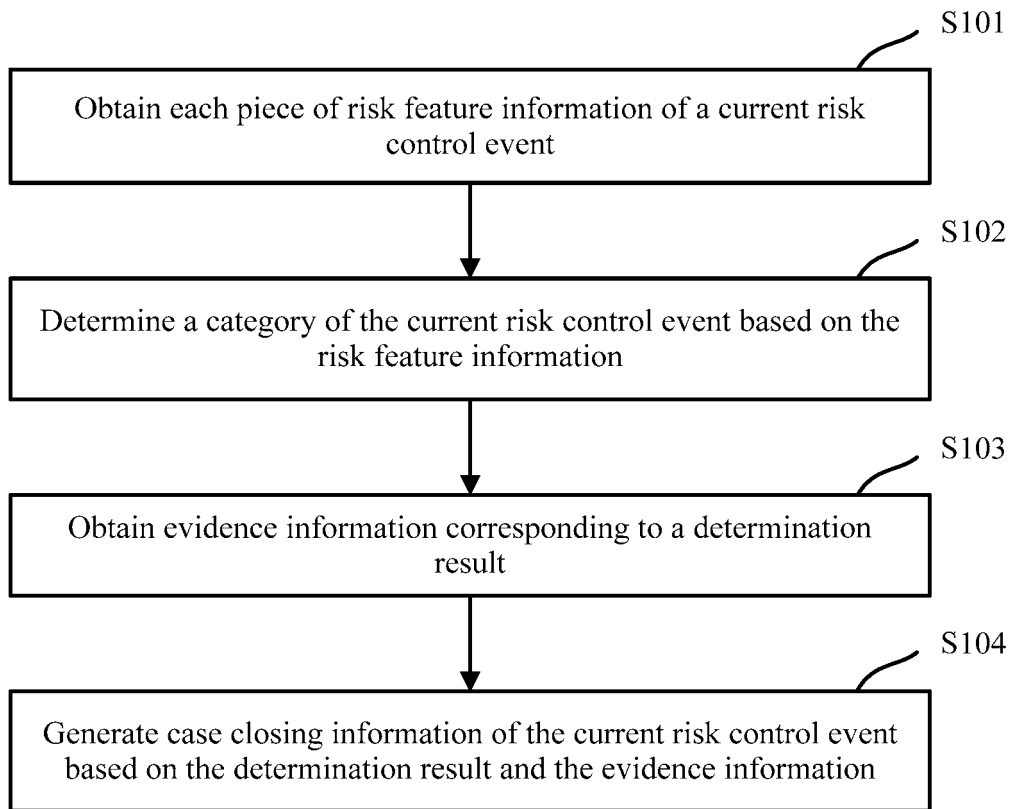 S101
Obtain each piece of risk feature information of a current risk
control event
S102
Determine a category of the current risk control event based on the
risk feature information
S103
Obtain evidence information corresponding to a determination
result
S104
Generate case closing information of the current risk control event
based on the determination result and the evidence information